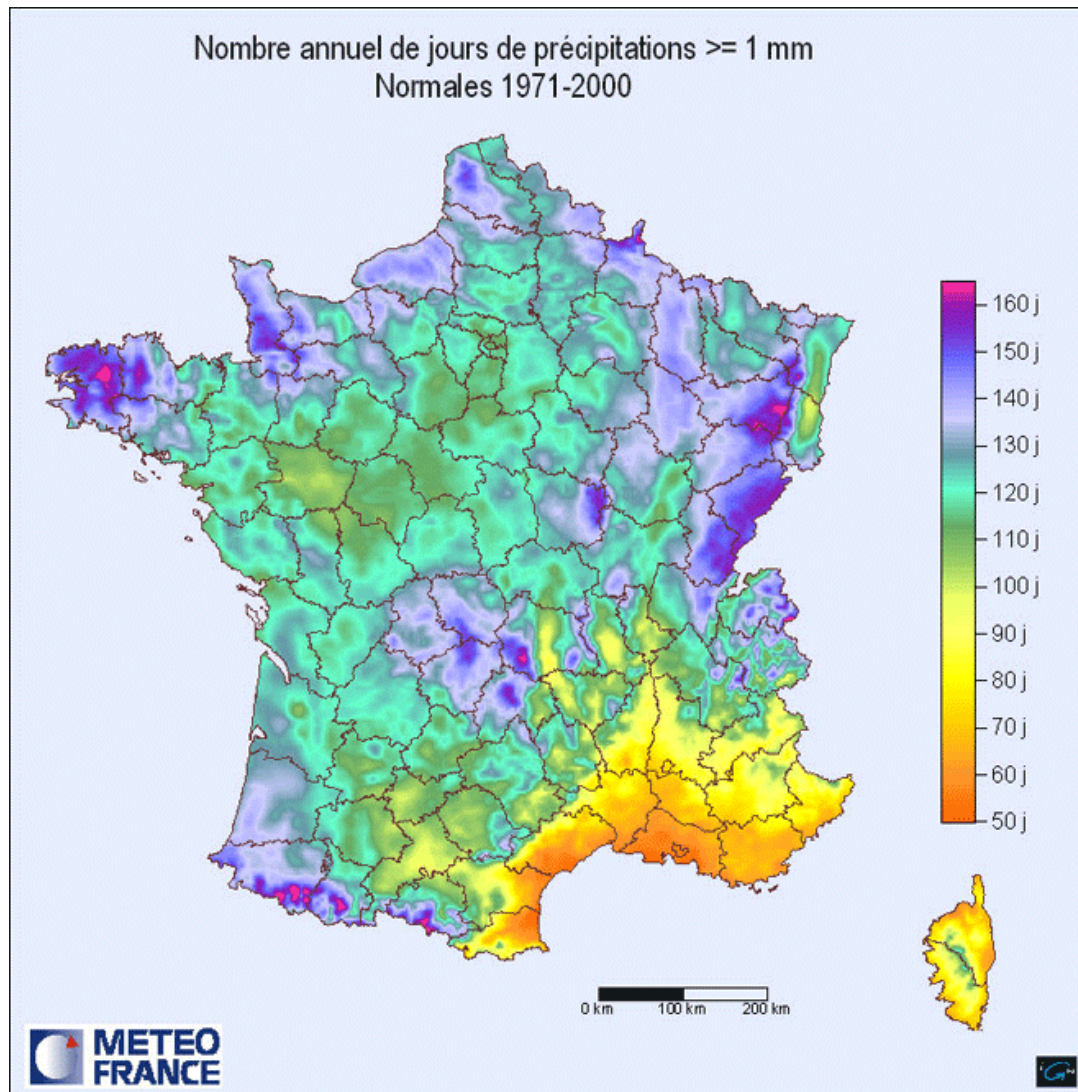 Nombre annuel de jours de précipitations >= 1 mm
Normales 1971-2000
160 j
150 j
140 j
130 j
120 j
110 j
100 j
90 j
80 j
70 j
60 j
50 j
0 km 100 km 200 km
METEO
FRANCE